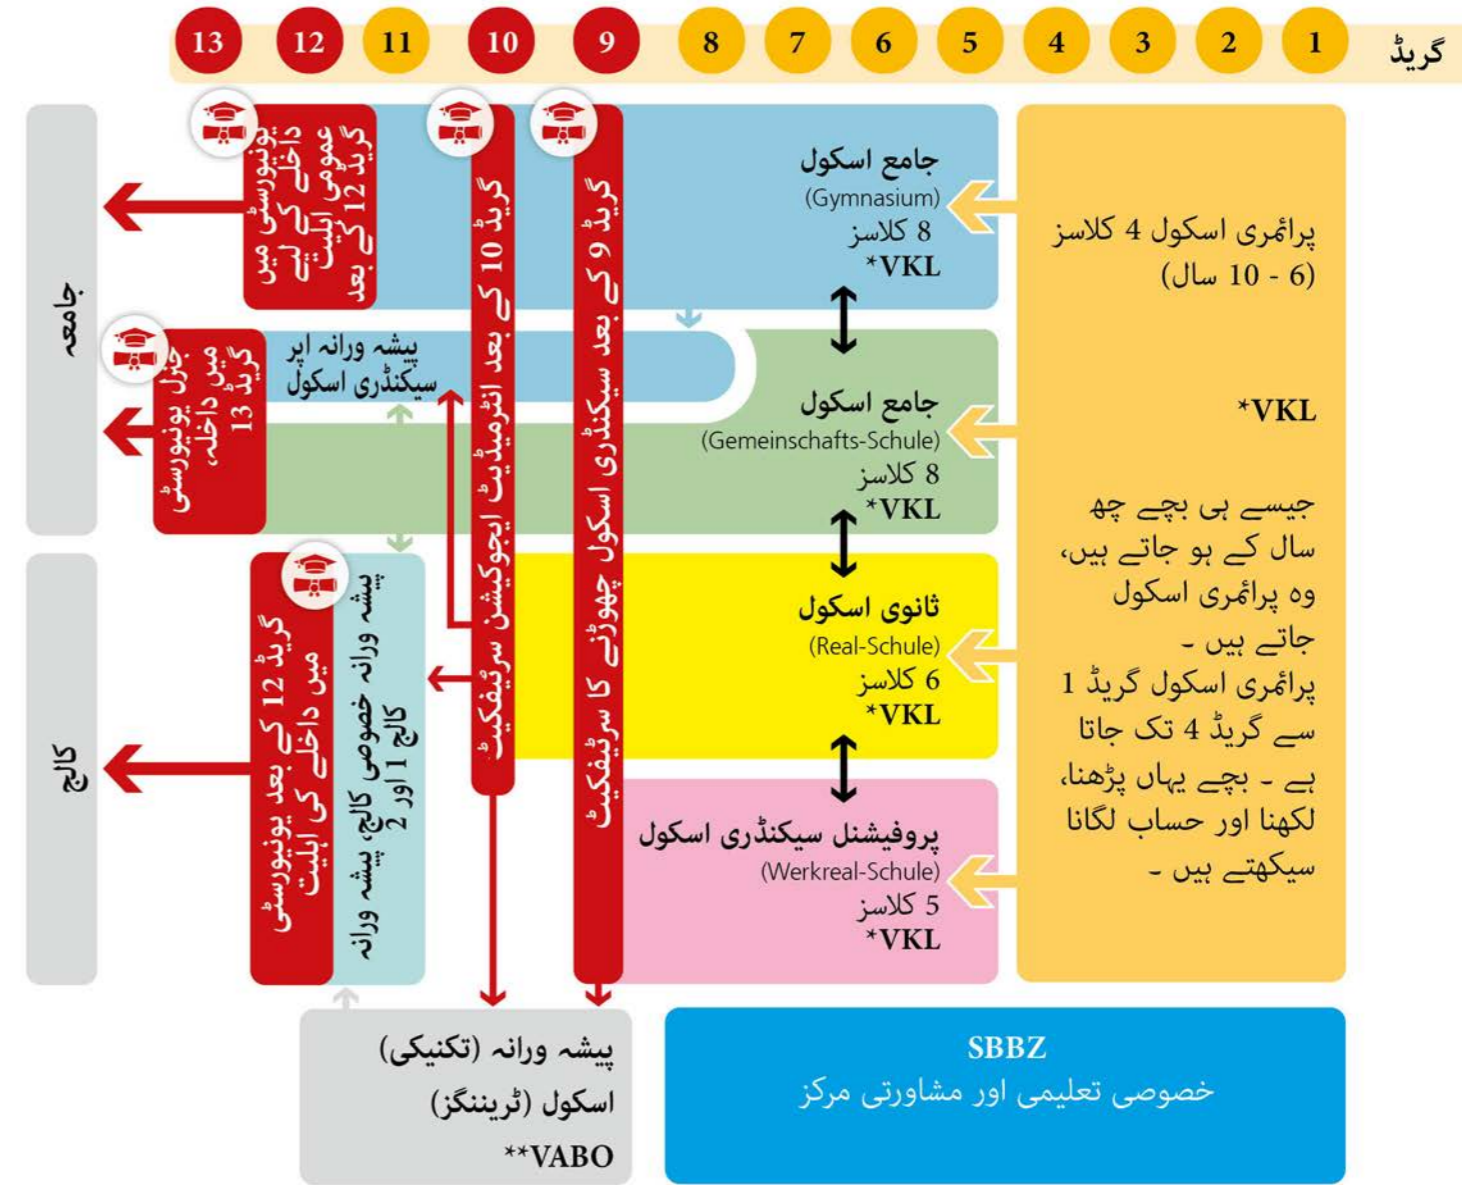 گریڈ
1 2 3 4 5 6 7 8 9 10 11 12 13
پرائمری اسکول 4 کلاسز
(6 - 10 سال)
*VKL
جیسے ہی بچے چھ
سال کے ہو جاتے ہیں،
وہ پرائمری اسکول
جاتے ہیں ۔
پرائمری اسکول گریڈ 1
سے گریڈ 4 تک جاتا
ہے ۔ بچے یہاں پڑھنا،
لکھنا اور حساب لگانا
سیکھتے ہیں ۔
جامع اسکول
(Gymnasium)
8 کلاسز
*VKL
جامع اسکول
(Gemeinschafts-Schule)
8 کلاسز
*VKL
ثانوی اسکول
(Real-Schule)
6 کلاسز
*VKL
پروفیشنل سیکنڈری اسکول
(Werkreal-Schule)
5 کلاسز
*VKL
گریڈ 9 کے بعد سیکنڈری اسکول چھوڑنے کا سرٹیفکیٹ
گریڈ 10 کے بعد انٹرمیڈیٹ ایجوکیشن سرٹیفکیٹ
یونیورسٹی میں
داخلے کے لیے
عمومی اہلیت
گریڈ 12 کے بعد
پیشہ ورانہ اپر
سیکنڈری اسکول
جنرل یونیورسٹی
میں داخلہ،
گریڈ 13
پیشہ ورانہ خصوصی کالج، پیشہ ورانہ
کالج 1 اور 2
گریڈ 12 کے بعد یونیورسٹی
میں داخلے کی اہلیت
جامعہ
کالج
پیشہ ورانہ (تکنیکی)
اسکول (ٹریننگز)
**VABO
SBBZ
خصوصی تعلیمی اور مشاورتی مرکز